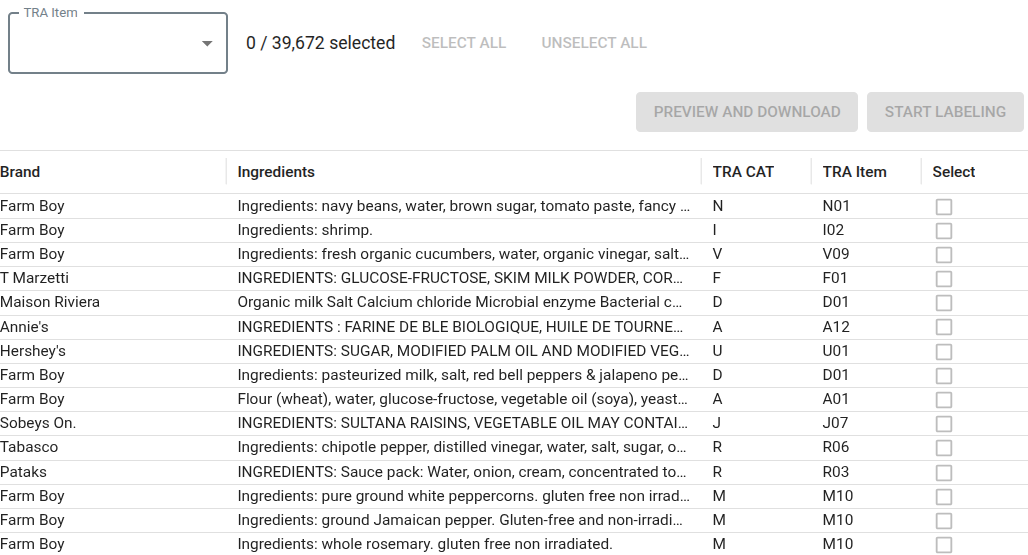 TRA Item
0 / 39,672 selected SELECT ALL UNSELECT ALL
PREVIEW AND DOWNLOAD START LABELING
Brand Ingredients TRA CAT TRA Item Select
Farm Boy Ingredients: navy beans, water, brown sugar, tomato paste, fancy ... N N01
Farm Boy Ingredients: shrimp. I I02
Farm Boy Ingredients: fresh organic cucumbers, water, organic vinegar, salt... V V09
T Marzetti INGREDIENTS: GLUCOSE-FRUCTOSE, SKIM MILK POWDER, COR... F F01
Maison Riviera Organic milk Salt Calcium chloride Microbial enzyme Bacterial c... D D01
Annie's INGREDIENTS : FARINE DE BLE BIOLOGIQUE, HUILE DE TOURNE... A A12
Hershey's INGREDIENTS: SUGAR, MODIFIED PALM OIL AND MODIFIED VEG... U U01
Farm Boy Ingredients: pasteurized milk, salt, red bell peppers & jalapeno pe... D D01
Farm Boy Flour (wheat), water, glucose-fructose, vegetable oil (soya), yeast... A A01
Sobeys On. INGREDIENTS: SULTANA RAISINS, VEGETABLE OIL MAY CONTAI... J J07
Tabasco Ingredients: chipotle pepper, distilled vinegar, water, salt, sugar, o... R R06
Pataks INGREDIENTS: Sauce pack: Water, onion, cream, concentrated to... R R03
Farm Boy Ingredients: pure ground white peppercorns. gluten free non irrad... M M10
Farm Boy Ingredients: ground Jamaican pepper. Gluten-free and non-irradi... M M10
Farm Boy Ingredients: whole rosemary. gluten free non irradiated. M M10